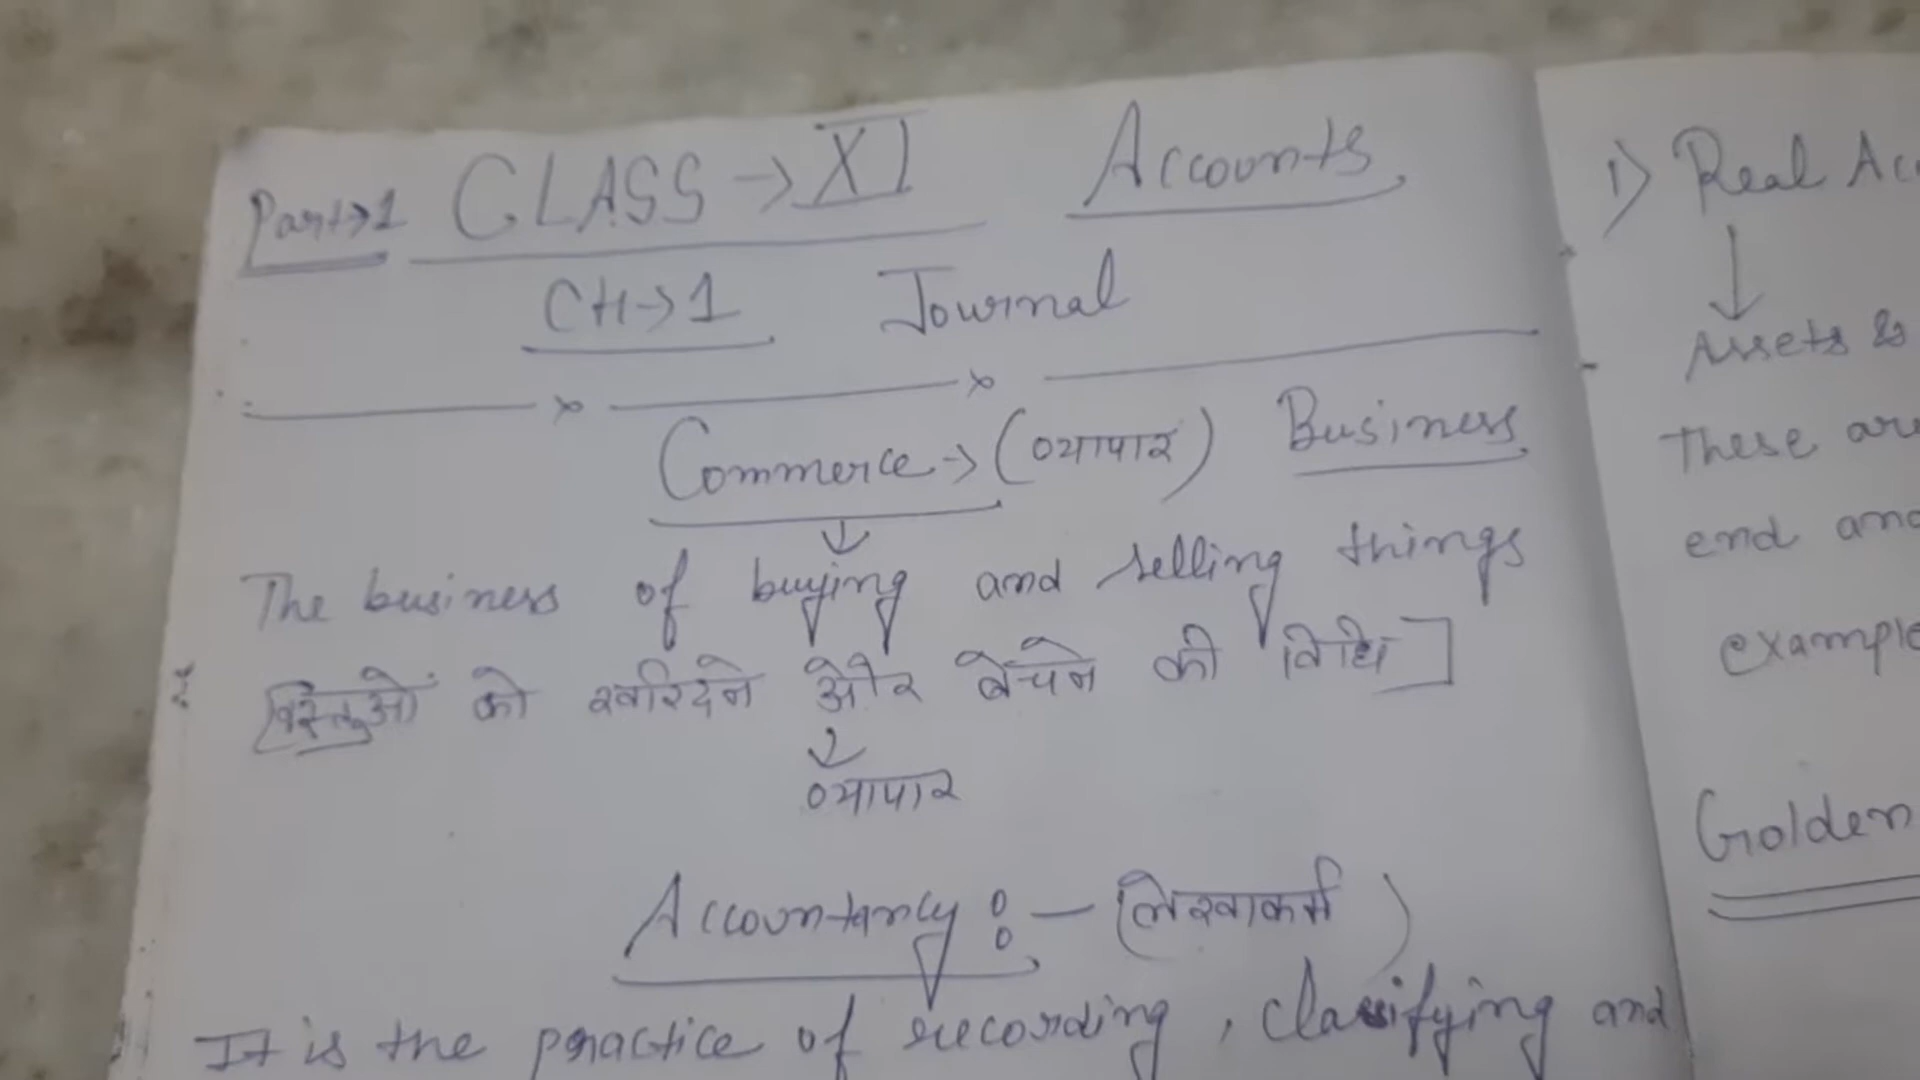 Part→1 CLASS → XI Accounts
CH→1 Journal
Commerce → (व्यापार) Business
The business of buying and selling things
[वस्तुओं को खरिदने और बेचने की विधि]
व्यापार
Accountancy :- (लेखाकर्म)
It is the practice of recording, classifying and
1) Real Ac
Assets &
These are
end and
example
Golden